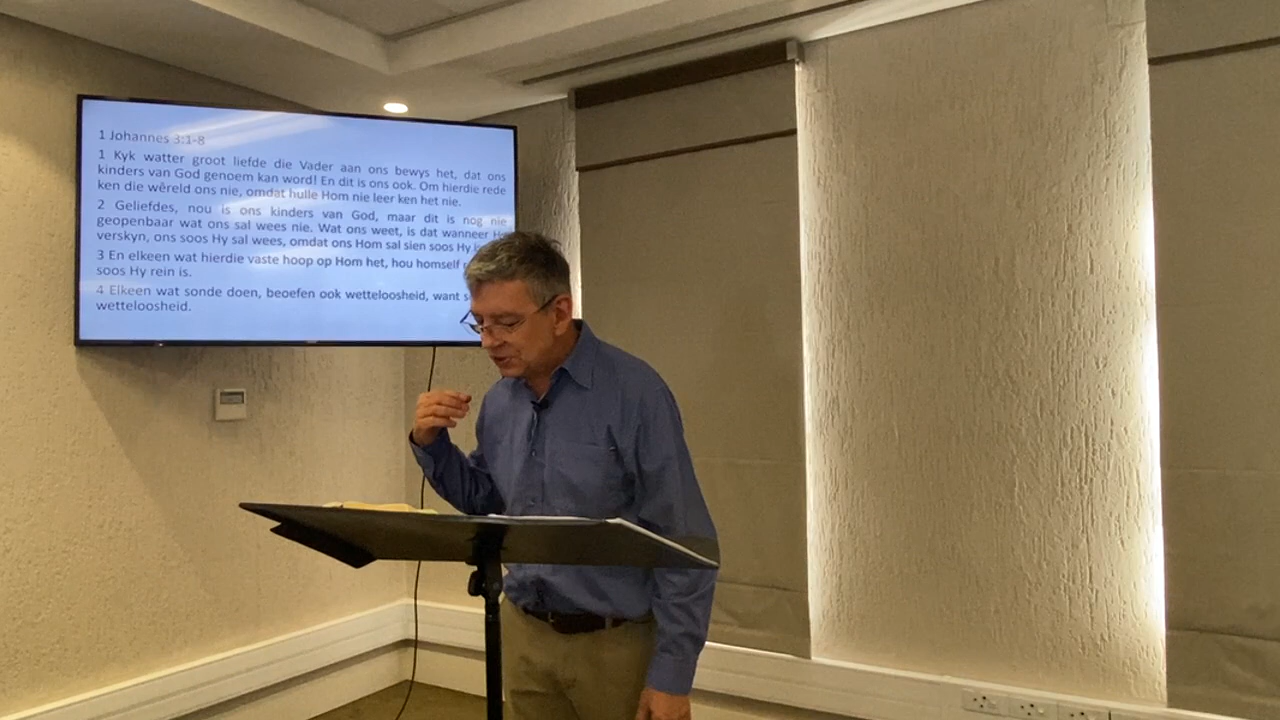 1 Johannes 3:1-8
1 Kyk watter groot liefde die Vader aan ons bewys het, dat ons
kinders van God genoem kan word! En dit is ons ook. Om hierdie rede
ken die wêreld ons nie, omdat hulle Hom nie leer ken het nie.
2 Geliefdes, nou is ons kinders van God, maar dit is nog nie
geopenbaar wat ons sal wees nie. Wat ons weet, is dat wanneer
verskyn, ons soos Hy sal wees, omdat ons Hom sal sien soos Hy
3 En elkeen wat hierdie vaste hoop op Hom het, hou homself
soos Hy rein is.
4 Elkeen wat sonde doen, beoefen ook wetteloosheid, want
wetteloosheid.